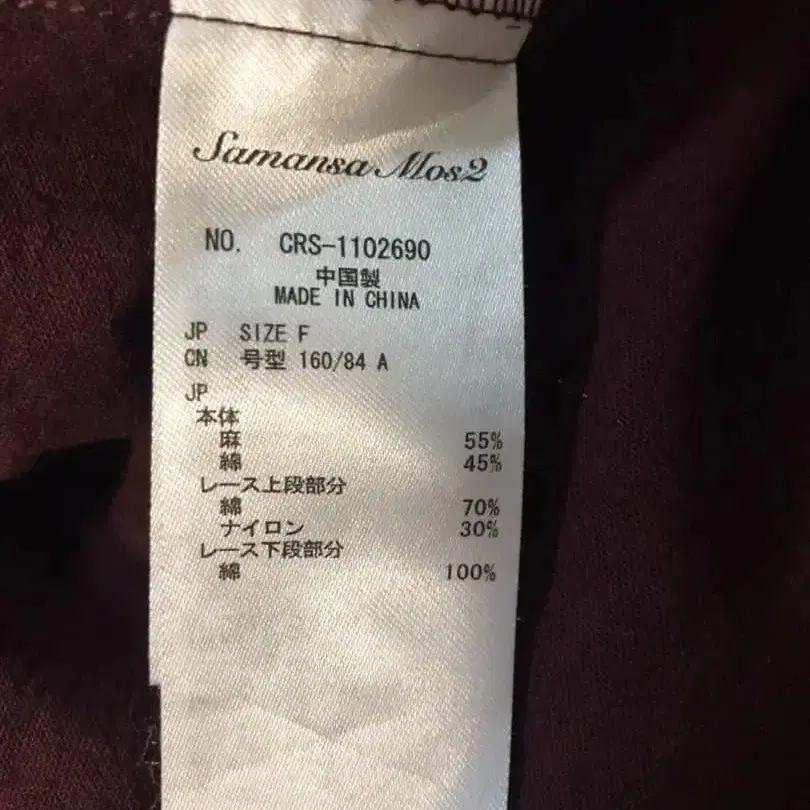 Samansa Mos2
NO. CRS-1102690
中国製
MADE IN CHINA
JP SIZE F
CN 号型 160/84 A
JP
本体
麻 55%
綿 45%
レース上段部分
綿 70%
ナイロン 30%
レース下段部分
綿 100%